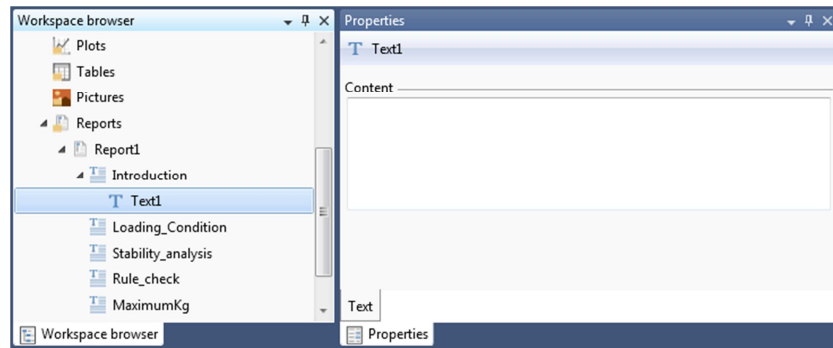 Workspace browser
Plots
Tables
Pictures
Reports
Report1
Introduction
Text1
Loading_Condition
Stability_analysis
Rule_check
MaximumKg
Workspace browser
Properties
Text1
Content
Text
Properties